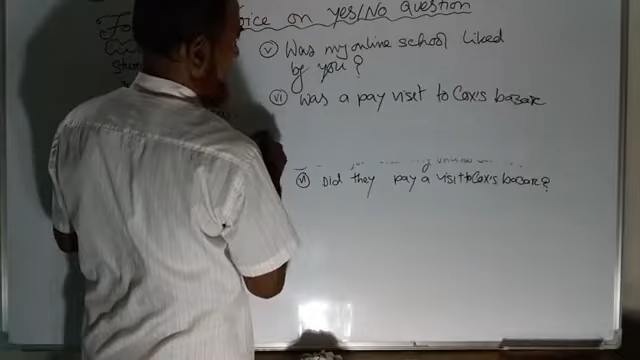 oice on Yes/No Question
(v) Was my online school liked
by you?
(vi) Was a pay visit to Cox's bazar
(vi) Did they pay a visit to Cox's bazar?